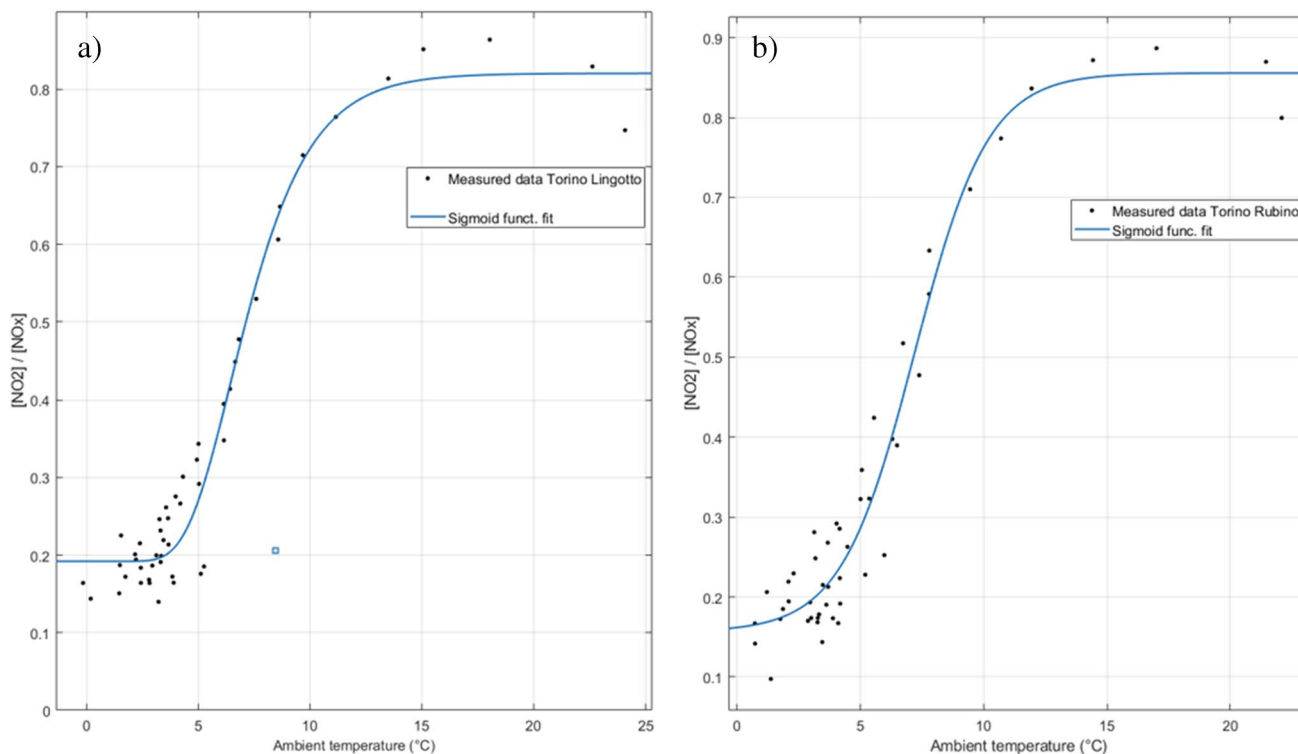 a)
[NO2] / [NOx]
0.8
0.7
0.6
0.5
0.4
0.3
0.2
0.1
0
0
5
10
15
20
25
Ambient temperature (°C)
Measured data Torino Lingotto
Sigmoid funct. fit
b)
[NO2] / [NOx]
0.9
0.8
0.7
0.6
0.5
0.4
0.3
0.2
0.1
0
5
10
15
20
Ambient temperature (°C)
Measured data Torino Rubino
Sigmoid func. fit